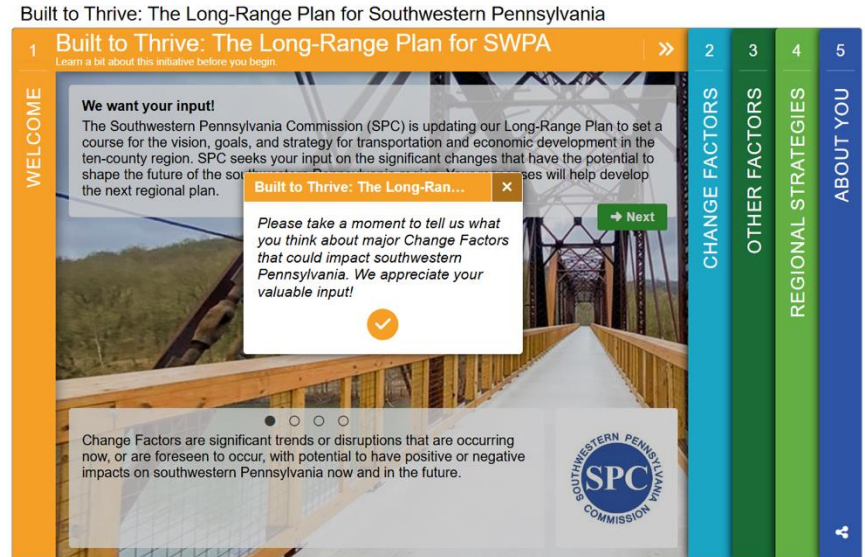 Built to Thrive: The Long-Range Plan for Southwestern Pennsylvania
1
WELCOME
Built to Thrive: The Long-Range Plan for SWPA
Learn a bit about this initiative before you begin.
We want your input!
The Southwestern Pennsylvania Commission (SPC) is updating our Long-Range Plan to set a
course for the vision, goals, and strategy for transportation and economic development in the
ten-county region. SPC seeks your input on the significant changes that have the potential to
shape the future of the
will help develop
the next regional plan.
Built to Thrive: The Long-Ran…
Please take a moment to tell us what
you think about major Change Factors
that could impact southwestern
Pennsylvania. We appreciate your
valuable input!
Next
Change Factors are significant trends or disruptions that are occurring
now, or are foreseen to occur, with potential to have positive or negative
impacts on southwestern Pennsylvania now and in the future.
SOUTHWESTERN PENNSYLVANIA
SPC
COMMISSION
2
CHANGE FACTORS
3
OTHER FACTORS
4
REGIONAL STRATEGIES
5
ABOUT YOU